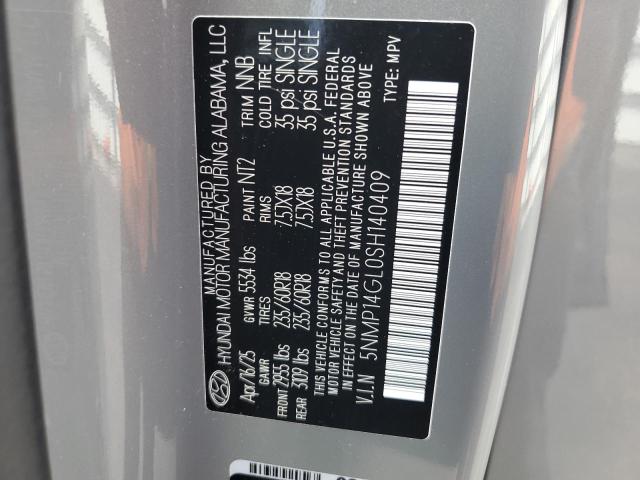 MANUFACTURED BY
HYUNDAI MOTOR MANUFACTURING ALABAMA, LLC
Apr/16/25 GVWR 5534 lbs PAINT NT2 TRIM NNB
GAWR TIRES RIMS COLD TIRE INFL
FRONT 2955 lbs 235/60R18 7.5JX18 35 psi SINGLE
REAR 3109 lbs 235/60R18 7.5JX18 35 psi SINGLE
THIS VEHICLE CONFORMS TO ALL APPLICABLE U.S.A. FEDERAL
MOTOR VEHICLE SAFETY AND THEFT PREVENTION STANDARDS
IN EFFECT ON THE DATE OF MANUFACTURE SHOWN ABOVE
V.I.N 5NMP14GL0SH140409 TYPE: MPV